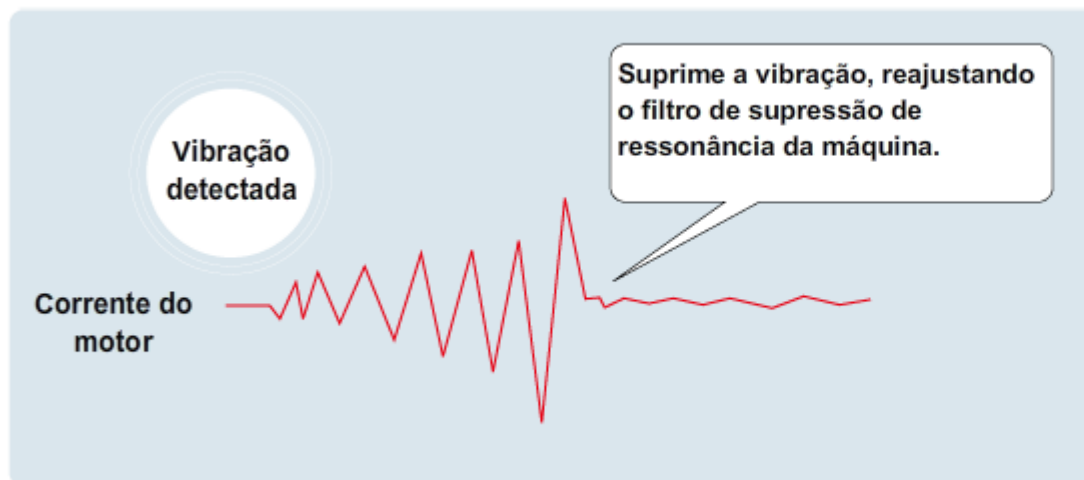 Vibração
detectada
Suprime a vibração, reajustando
o filtro de supressão de
ressonância da máquina.
Corrente do
motor